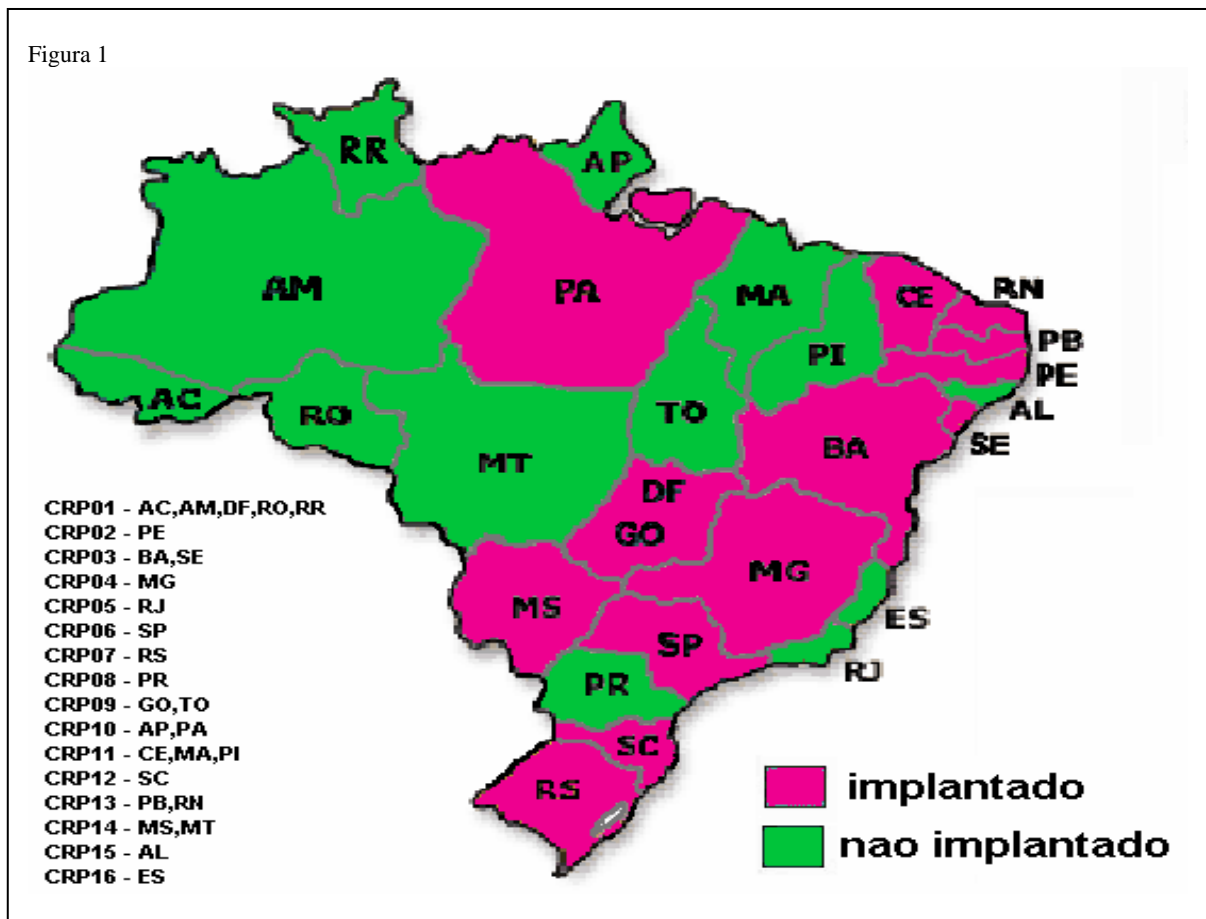 Figura 1
RR
AP
AM
PA
MA
CE
RN
PB
PI
PE
AC
RO
TO
AL
SE
MT
BA
DF
GO
MG
MS
ES
SP
RJ
PR
SC
RS
CRP01 - AC,AM,DF,RO,RR
CRP02 - PE
CRP03 - BA,SE
CRP04 - MG
CRP05 - RJ
CRP06 - SP
CRP07 - RS
CRP08 - PR
CRP09 - GO,TO
CRP10 - AP,PA
CRP11 - CE,MA,PI
CRP12 - SC
CRP13 - PB,RN
CRP14 - MS,MT
CRP15 - AL
CRP16 - ES
implantado
nao implantado